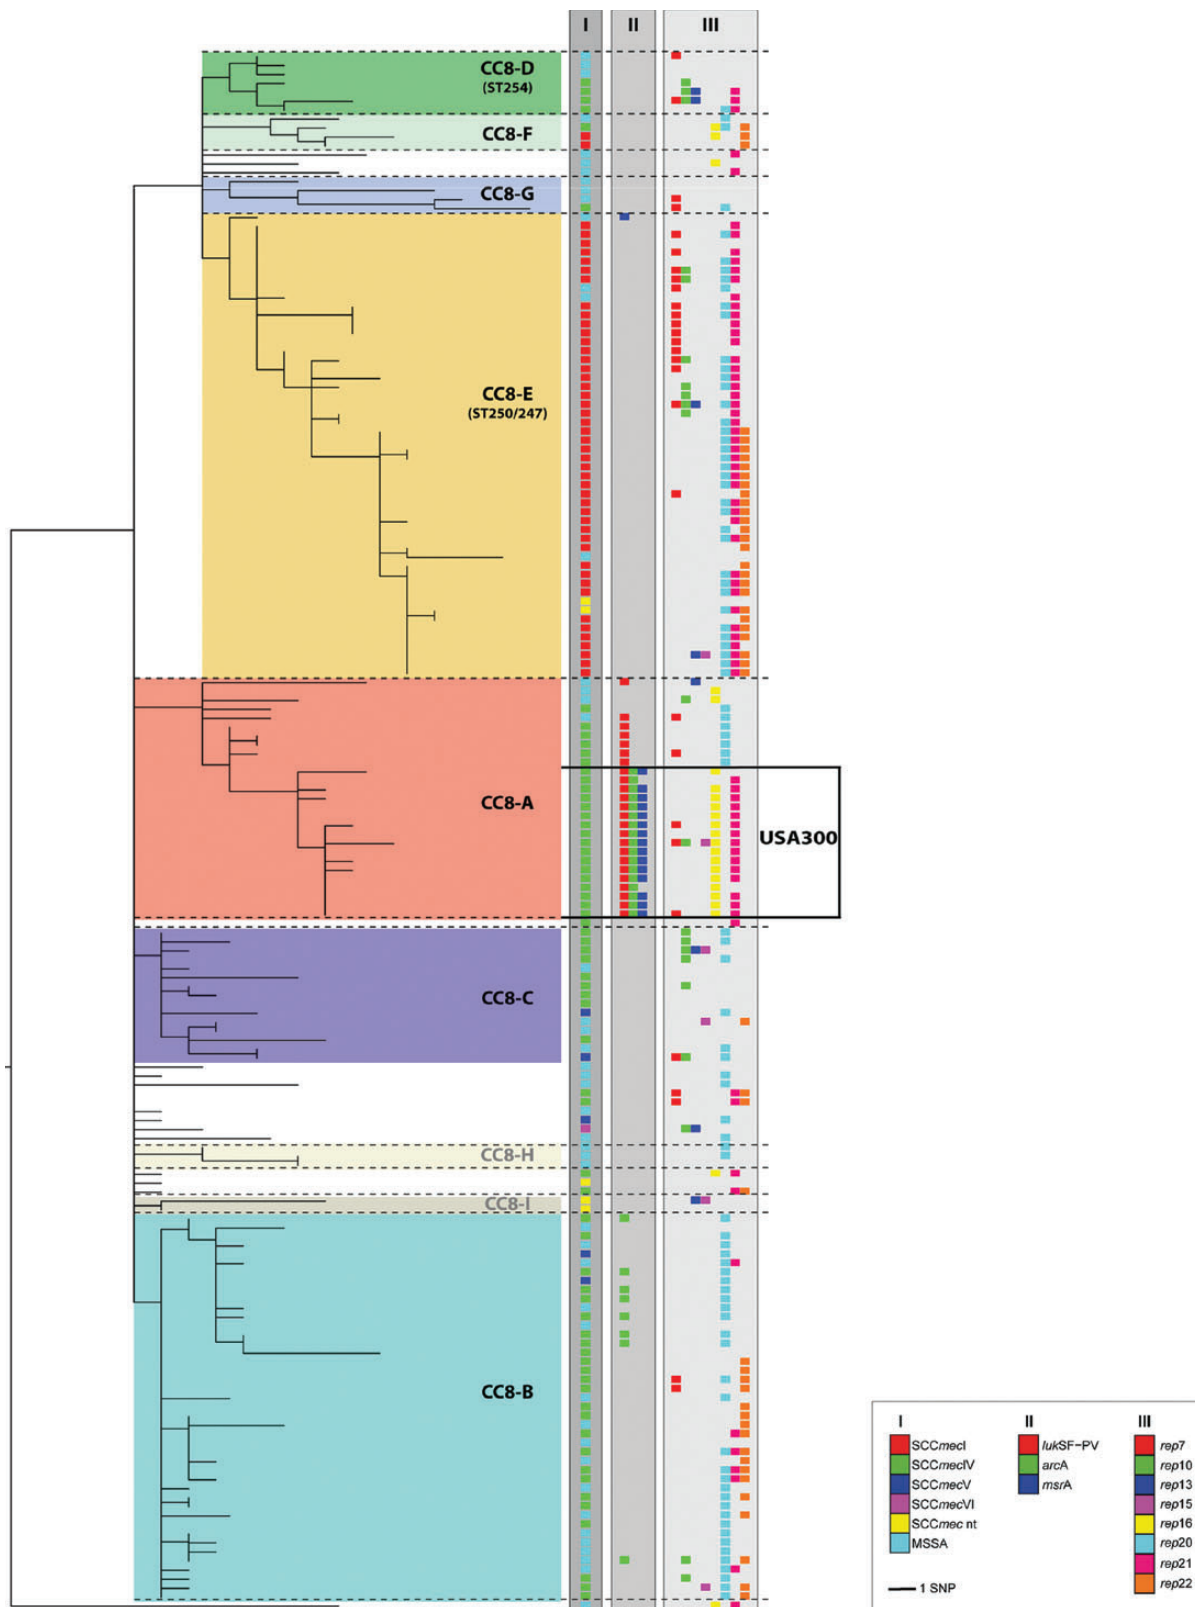 I II III
CC8-D
(ST254)
CC8-F
CC8-G
CC8-E
(ST250/247)
CC8-A
USA300
CC8-C
CC8-H
CC8-I
CC8-B
I
SCCmecI
SCCmecIV
SCCmecV
SCCmecVI
SCCmec nt
MSSA
1 SNP
II
lukSF-PV
arcA
msrA
III
rep7
rep10
rep13
rep15
rep16
rep20
rep21
rep22